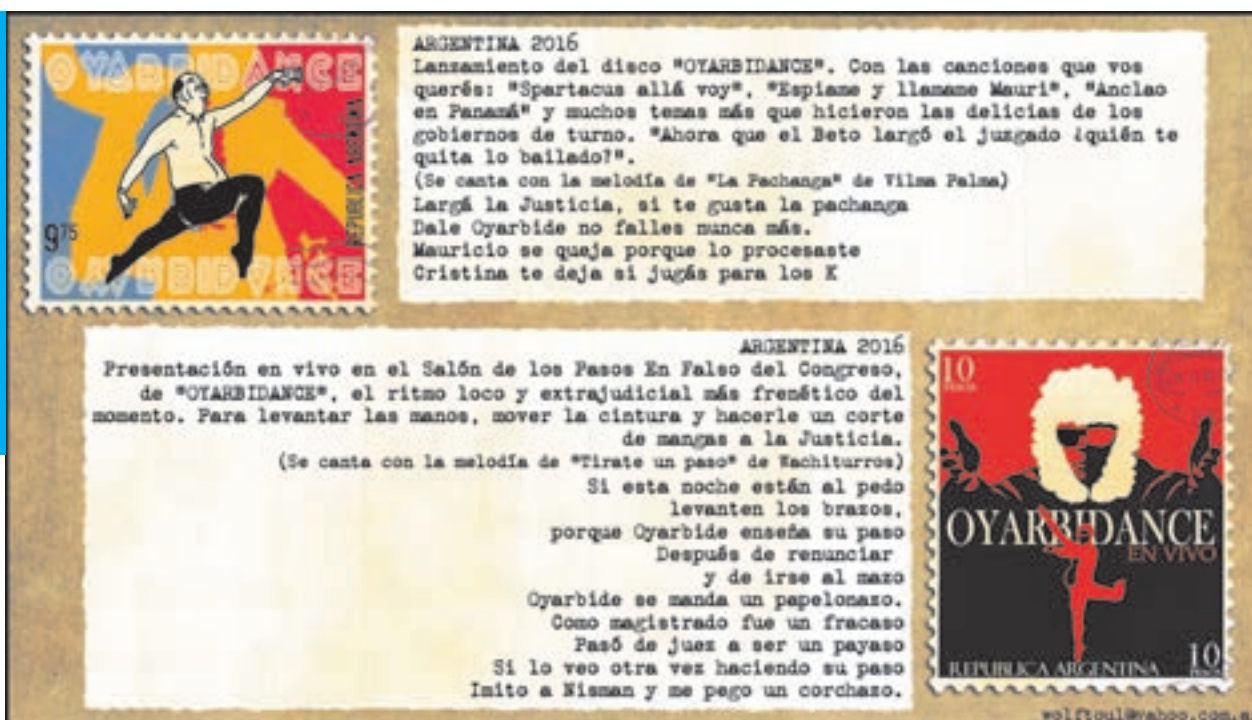 OYARBIDANCE
REPUBLICA ARGENTINA
9⁷⁵
OYARBIDANCE
ARGENTINA 2016
Lanzamiento del disco "OYARBIDANCE". Con las canciones que vos
querés: "Spartacus allá voy", "Espiame y llamame Mauri", "Anclao
en Panamá" y muchos temas más que hicieron las delicias de los
gobiernos de turno. "Ahora que el Beto largó el juzgado ¿quién te
quita lo bailado?".
(Se canta con la melodía de "La Pachanga" de Vilma Palma)
Largá la Justicia, si te gusta la pachanga
Dale Oyarbide no falles nunca más.
Mauricio se queja porque lo procesaste
Cristina te deja si jugás para los K
ARGENTINA 2016
Presentación en vivo en el Salón de los Pasos En Falso del Congreso,
de "OYARBIDANCE", el ritmo loco y extrajudicial más frenético del
momento. Para levantar las manos, mover la cintura y hacerle un corte
de mangas a la Justicia.
(Se canta con la melodía de "Tirate un paso" de Wachiturros)
Si esta noche están al pedo
levanten los brazos,
porque Oyarbide enseña su paso
Después de renunciar
y de irse al mazo
Oyarbide se manda un papelonazo.
Como magistrado fue un fracaso
Pasó de juez a ser un payaso
Si lo veo otra vez haciendo su paso
Imito a Nisman y me pego un corchazo.
10
PESOS
OYARBIDANCE
EN VIVO
REPUBLICA ARGENTINA
10